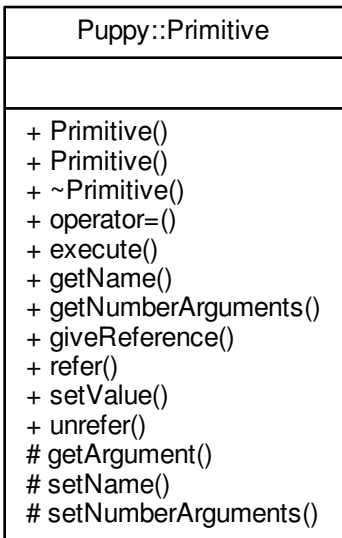 Puppy::Primitive
+ Primitive()
+ Primitive()
+ ~Primitive()
+ operator=()
+ execute()
+ getName()
+ getNumberArguments()
+ giveReference()
+ refer()
+ setValue()
+ unrefer()
# getArgument()
# setName()
# setNumberArguments()